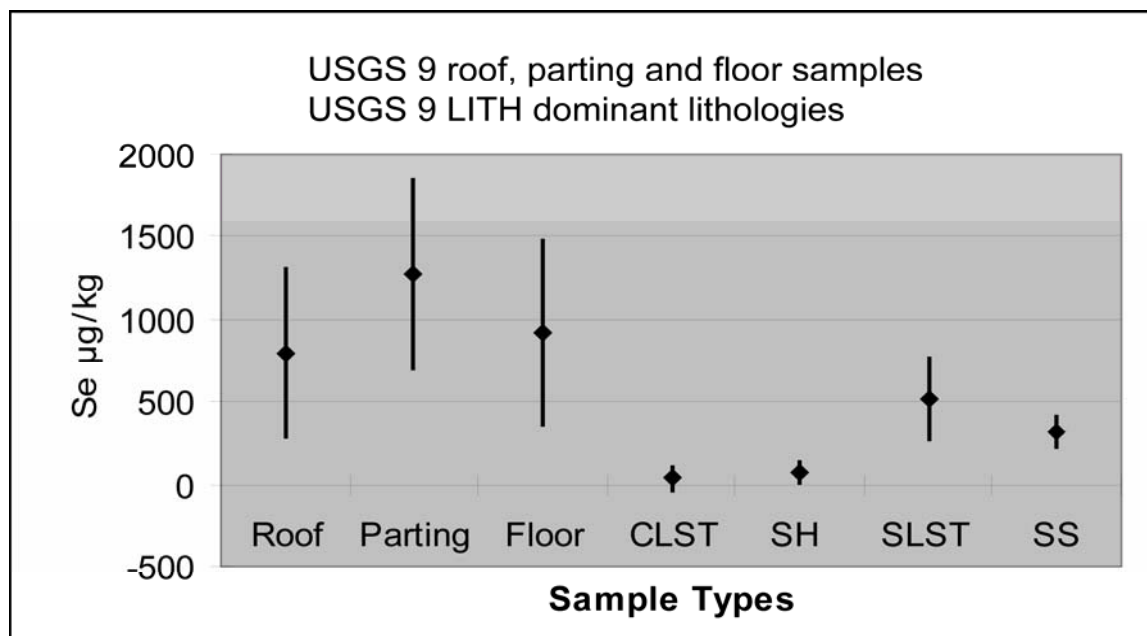 USGS 9 roof, parting and floor samples
USGS 9 LITH dominant lithologies
2000
1500
1000
500
0
-500
Se µg/kg
Roof Parting Floor CLST SH SLST SS
Sample Types